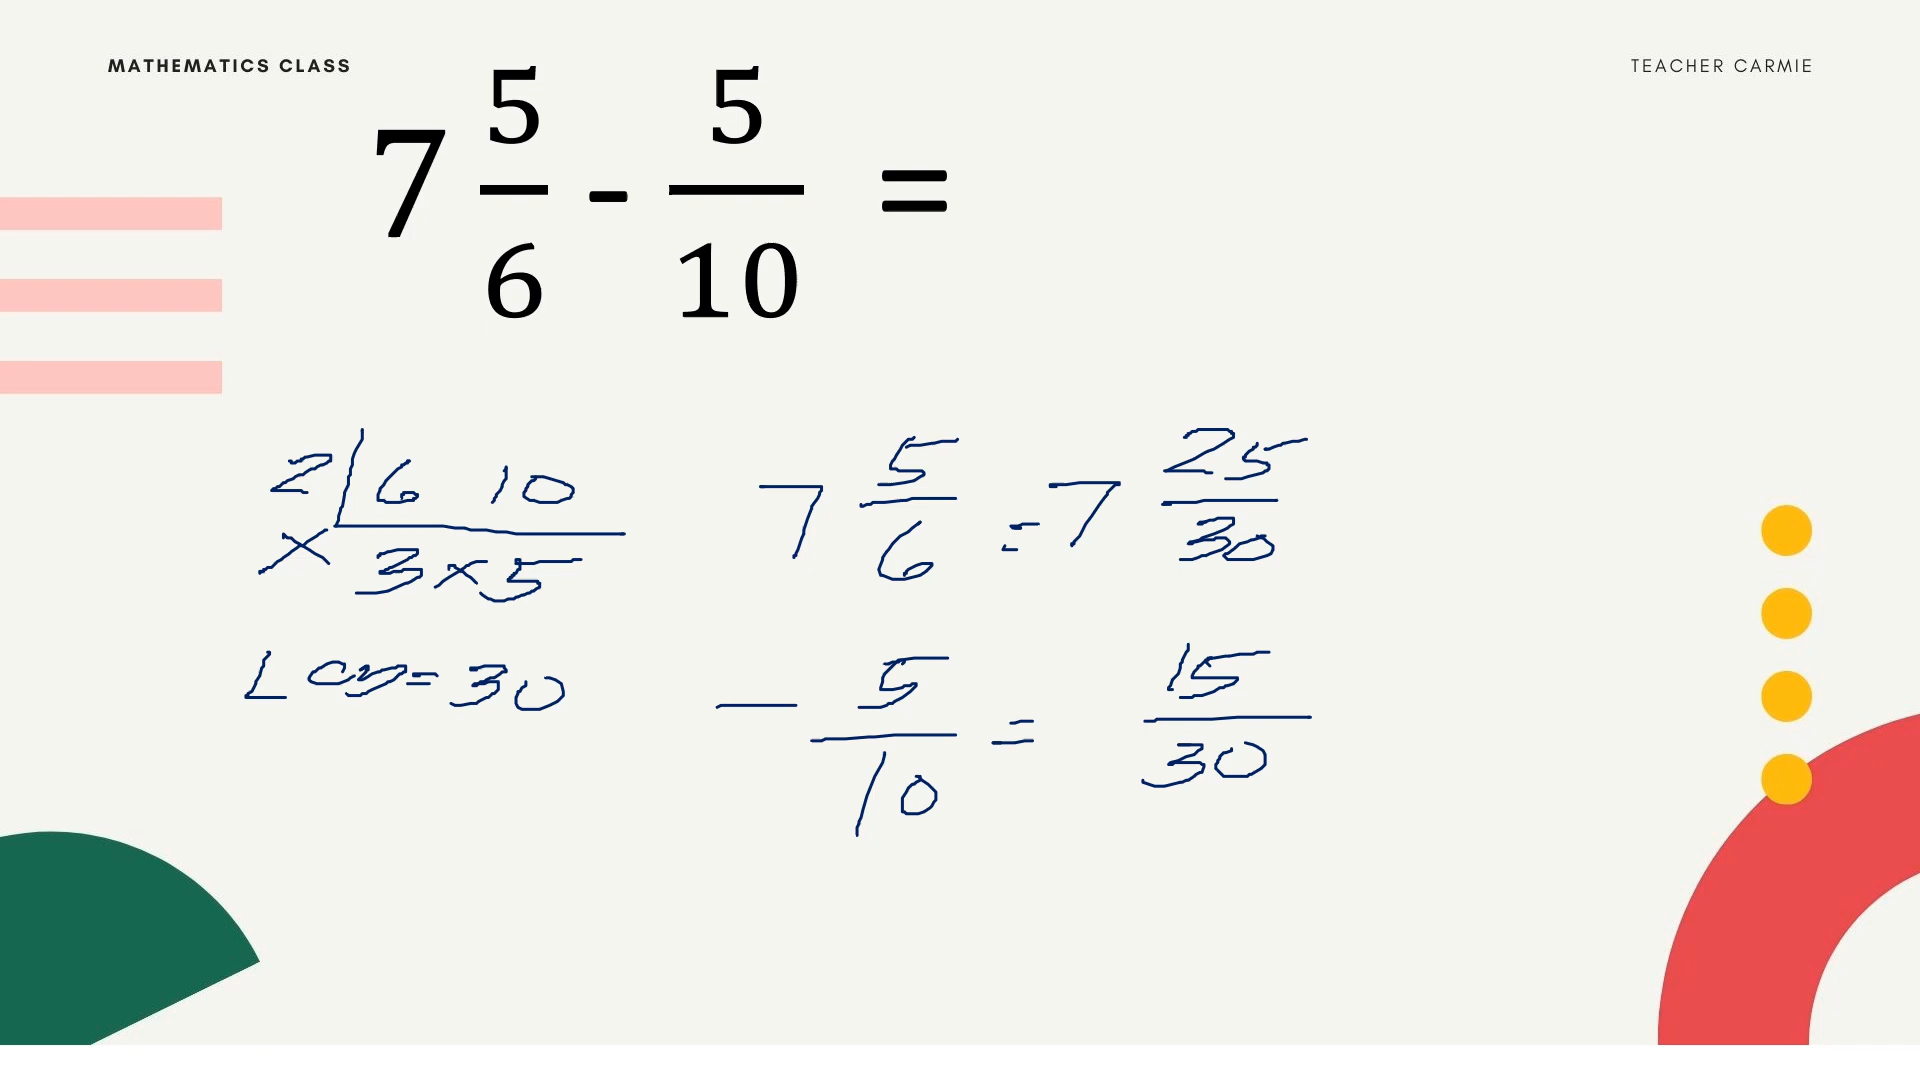 MATHEMATICS CLASS
TEACHER CARMIE
7 5/6 - 5/10 =
2 | 6 10
× 3 × 5
Lcm = 30
7 5/6 = 7 25/30
- 5/10 = 15/30